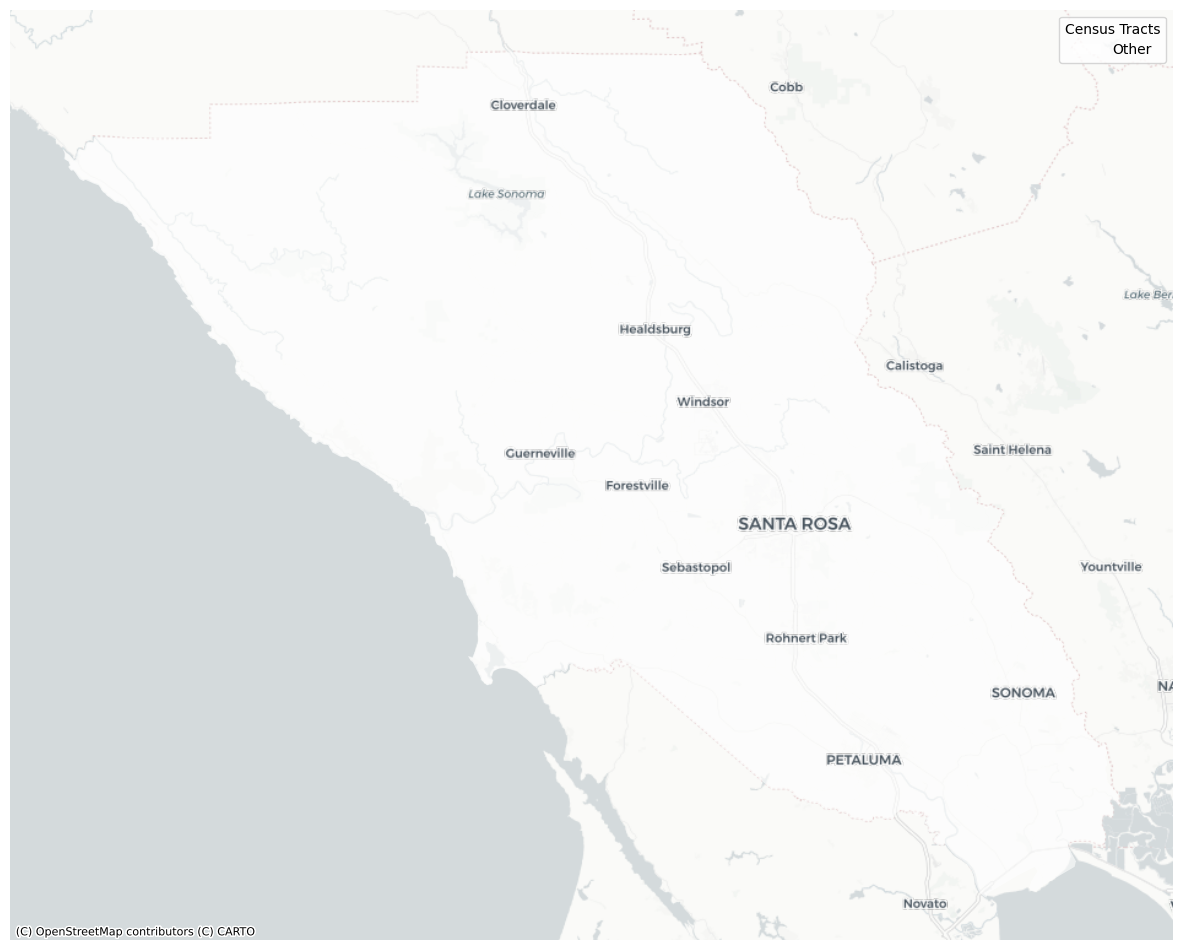 Census Tracts
Other
Cobb
Cloverdale
Lake Sonoma
Lake Ber
Healdsburg
Calistoga
Windsor
Guerneville
Saint Helena
Forestville
SANTA ROSA
Sebastopol
Yountville
Rohnert Park
NA
SONOMA
PETALUMA
Novato
(C) OpenStreetMap contributors (C) CARTO